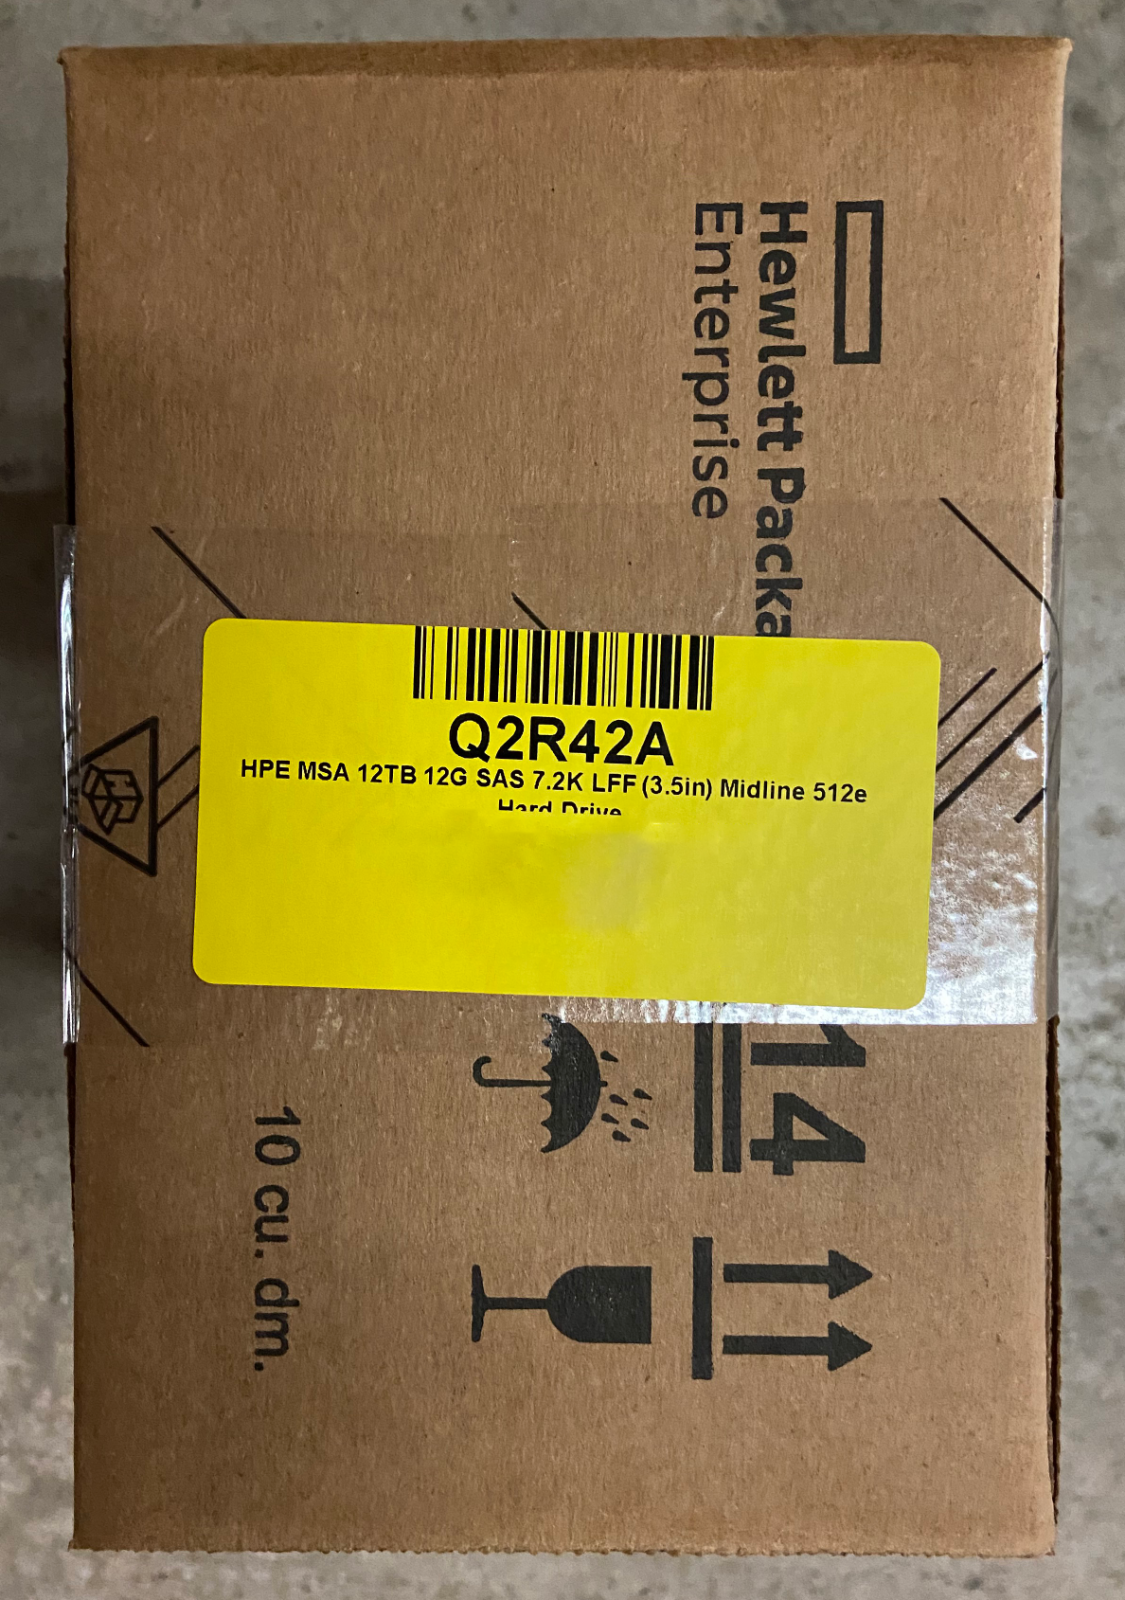 Hewlett Packa
Enterprise
Q2R42A
HPE MSA 12TB 12G SAS 7.2K LFF (3.5in) Midline 512e
Hard Drive
14
10 cu. dm.